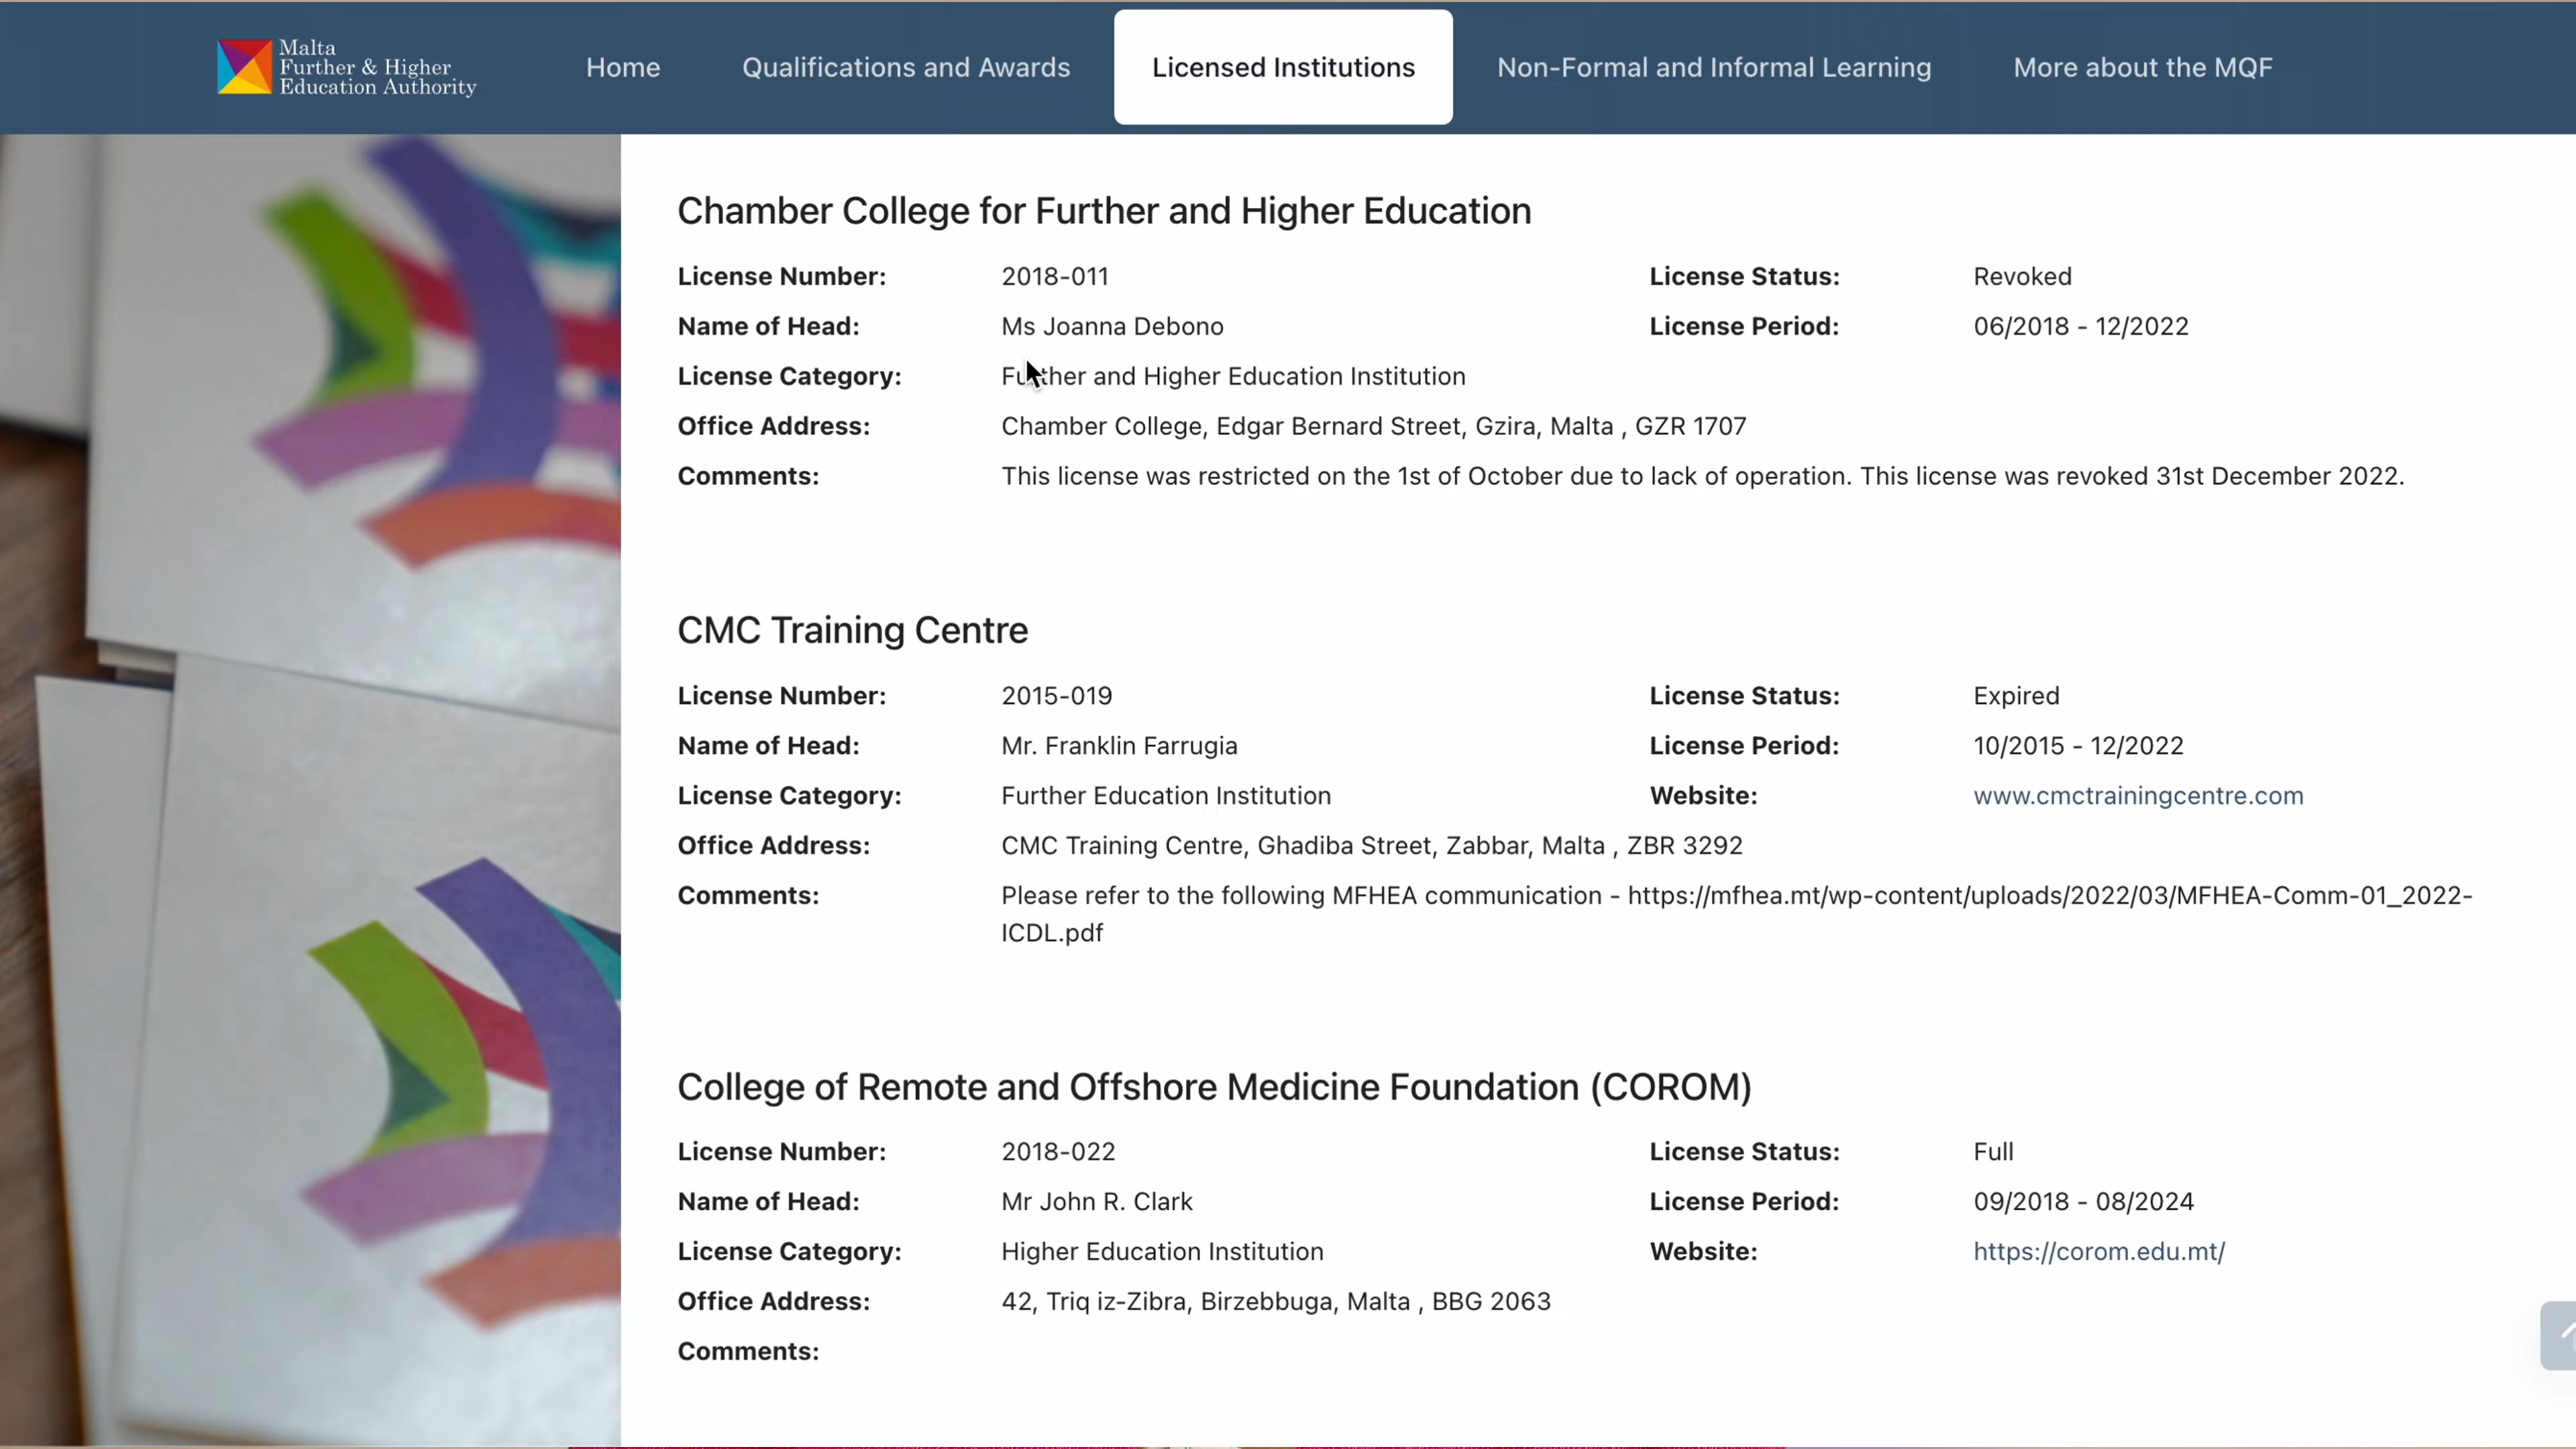 Malta
Further & Higher
Education Authority
Home
Qualifications and Awards
Licensed Institutions
Non-Formal and Informal Learning
More about the MQF
Chamber College for Further and Higher Education
License Number: 2018-011 License Status: Revoked
Name of Head: Ms Joanna Debono License Period: 06/2018 - 12/2022
License Category: Further and Higher Education Institution
Office Address: Chamber College, Edgar Bernard Street, Gzira, Malta , GZR 1707
Comments: This license was restricted on the 1st of October due to lack of operation. This license was revoked 31st December 2022.
CMC Training Centre
License Number: 2015-019 License Status: Expired
Name of Head: Mr. Franklin Farrugia License Period: 10/2015 - 12/2022
License Category: Further Education Institution Website: www.cmctrainingcentre.com
Office Address: CMC Training Centre, Ghadiba Street, Zabbar, Malta , ZBR 3292
Comments: Please refer to the following MFHEA communication - https://mfhea.mt/wp-content/uploads/2022/03/MFHEA-Comm-01_2022-
ICDL.pdf
College of Remote and Offshore Medicine Foundation (COROM)
License Number: 2018-022 License Status: Full
Name of Head: Mr John R. Clark License Period: 09/2018 - 08/2024
License Category: Higher Education Institution Website: https://corom.edu.mt/
Office Address: 42, Triq iz-Zibra, Birzebbuga, Malta , BBG 2063
Comments: